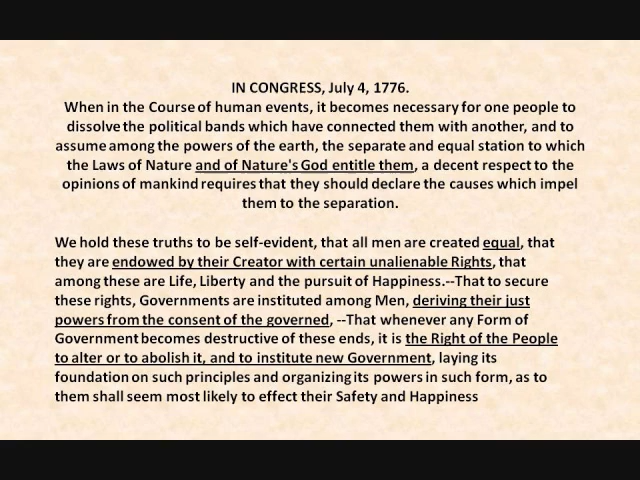 IN CONGRESS, July 4, 1776.
When in the Course of human events, it becomes necessary for one people to
dissolve the political bands which have connected them with another, and to
assume among the powers of the earth, the separate and equal station to which
the Laws of Nature and of Nature's God entitle them, a decent respect to the
opinions of mankind requires that they should declare the causes which impel
them to the separation.
We hold these truths to be self-evident, that all men are created equal, that
they are endowed by their Creator with certain unalienable Rights, that
among these are Life, Liberty and the pursuit of Happiness.--That to secure
these rights, Governments are instituted among Men, deriving their just
powers from the consent of the governed, --That whenever any Form of
Government becomes destructive of these ends, it is the Right of the People
to alter or to abolish it, and to institute new Government, laying its
foundation on such principles and organizing its powers in such form, as to
them shall seem most likely to effect their Safety and Happiness